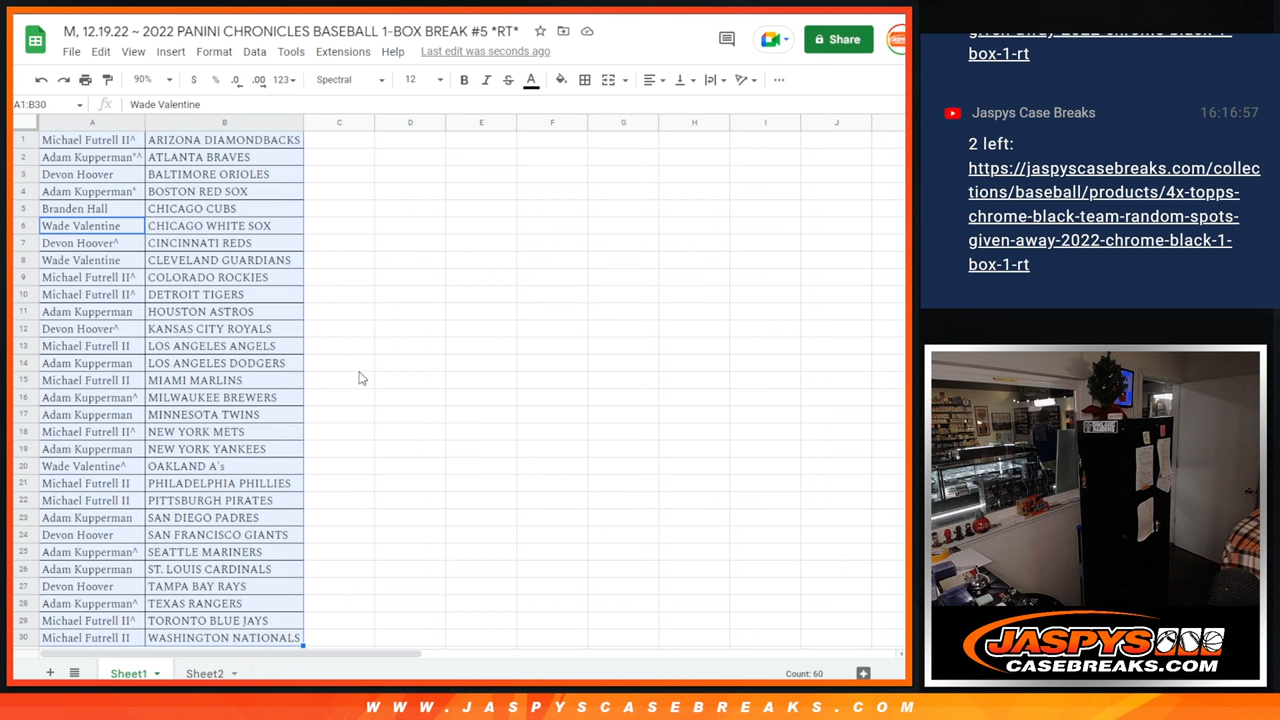 M, 12.19.22 ~ 2022 PANINI CHRONICLES BASEBALL 1-BOX BREAK #5 *RT*
File Edit View Insert Format Data Tools Extensions Help Last edit was seconds ago
Share
90% $ % .0 .00 123 Spectral 12 B I S A
A1:B30 fx Wade Valentine
A B C D E F G H I J
1 Michael Futrell II^ ARIZONA DIAMONDBACKS
2 Adam Kupperman*^ ATLANTA BRAVES
3 Devon Hoover BALTIMORE ORIOLES
4 Adam Kupperman* BOSTON RED SOX
5 Branden Hall CHICAGO CUBS
6 Wade Valentine CHICAGO WHITE SOX
7 Devon Hoover^ CINCINNATI REDS
8 Wade Valentine CLEVELAND GUARDIANS
9 Michael Futrell II^ COLORADO ROCKIES
10 Michael Futrell II^ DETROIT TIGERS
11 Adam Kupperman HOUSTON ASTROS
12 Devon Hoover^ KANSAS CITY ROYALS
13 Michael Futrell II LOS ANGELES ANGELS
14 Adam Kupperman LOS ANGELES DODGERS
15 Michael Futrell II MIAMI MARLINS
16 Adam Kupperman^ MILWAUKEE BREWERS
17 Adam Kupperman MINNESOTA TWINS
18 Michael Futrell II^ NEW YORK METS
19 Adam Kupperman NEW YORK YANKEES
20 Wade Valentine^ OAKLAND A's
21 Michael Futrell II PHILADELPHIA PHILLIES
22 Michael Futrell II PITTSBURGH PIRATES
23 Adam Kupperman SAN DIEGO PADRES
24 Devon Hoover SAN FRANCISCO GIANTS
25 Adam Kupperman^ SEATTLE MARINERS
26 Adam Kupperman ST. LOUIS CARDINALS
27 Devon Hoover TAMPA BAY RAYS
28 Adam Kupperman^ TEXAS RANGERS
29 Michael Futrell II^ TORONTO BLUE JAYS
30 Michael Futrell II WASHINGTON NATIONALS
Sheet1 Sheet2 Count: 60
given-away-2022-chrome-black-1-
box-1-rt
Jaspys Case Breaks 16:16:57
2 left:
https://jaspyscasebreaks.com/collec
tions/baseball/products/4x-topps-
chrome-black-team-random-spots-
given-away-2022-chrome-black-1-
box-1-rt
JASPYS
CASEBREAKS.COM
WWW.JASPYSCASEBREAKS.COM